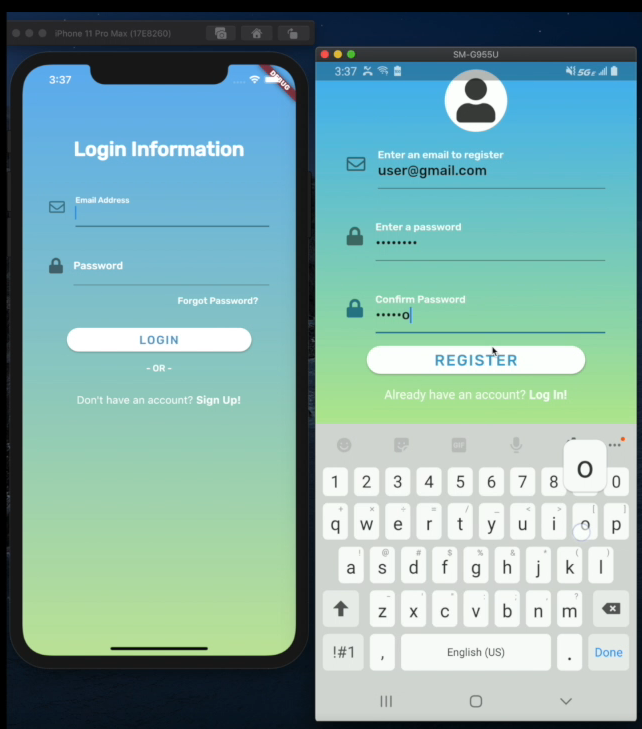 iPhone 11 Pro Max (17E8260)
3:37
DEBUG
Login Information
Email Address
Password
Forgot Password?
LOGIN
- OR -
Don't have an account? Sign Up!
SM-G955U
3:37
5GE
Enter an email to register
user@gmail.com
Enter a password
••••••••
Confirm Password
•••••o
REGISTER
Already have an account? Log In!
GIF
o
1 2 3 4 5 6 7 8 0
+ × ÷ = / _ < > [ ]
q w e r t y u i o p
! @ # $ % & * ( )
a s d f g h j k l
- ' " : ; , ?
z x c v b n m
!#1 , English (US) . Done